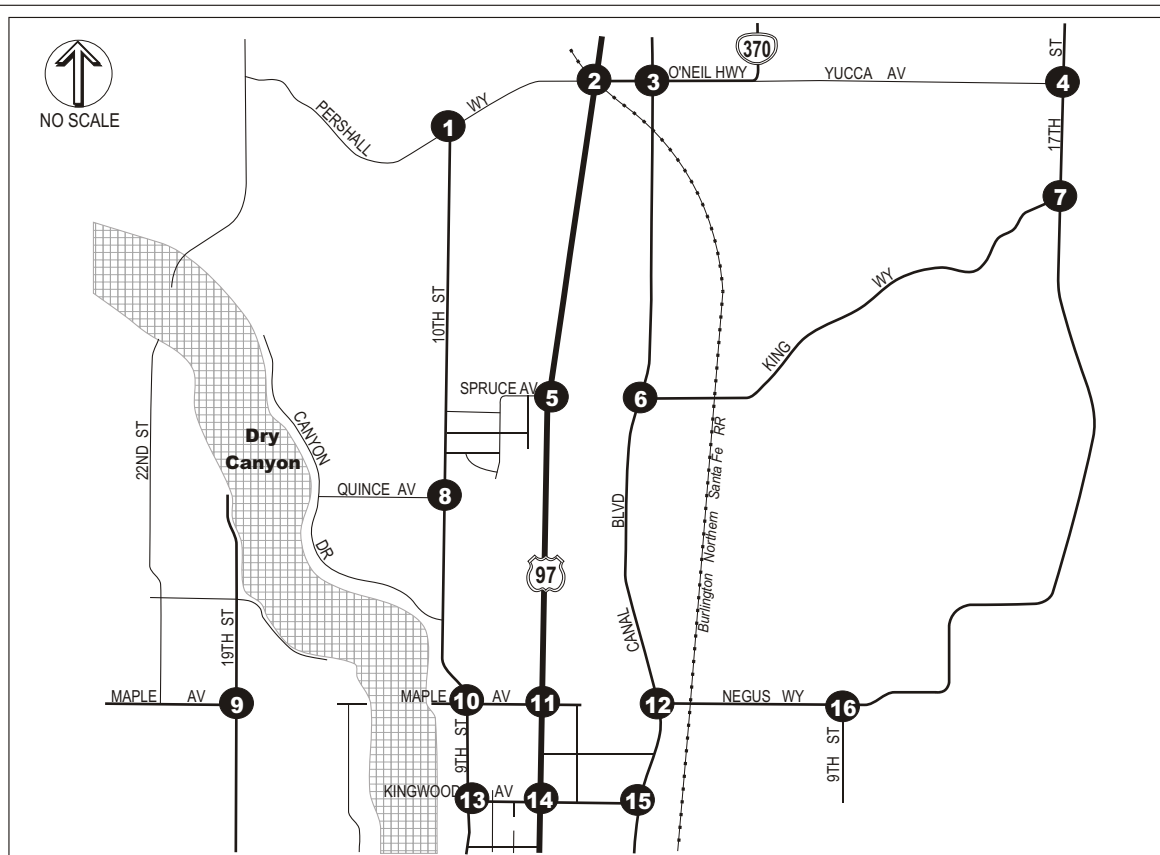 370
ST
2
3
O'NEIL HWY
YUCCA AV
4
NO SCALE
PERSHALL
WY
1
17TH
7
WY
10TH ST
KING
SPRUCE AV
5
6
22ND ST
Dry
Canyon
CANYON
QUINCE AV
8
BLVD
Burlington Northern Santa Fe RR
DR
97
19TH ST
CANAL
MAPLE AV
9
MAPLE AV
10
11
12
NEGUS WY
16
9TH ST
9TH ST
KINGWOOD AV
13
14
15